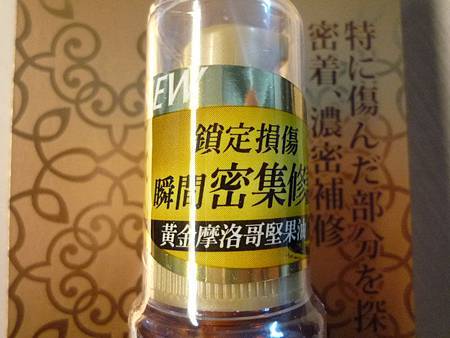 EW
鎖定損傷
瞬間密集修
黃金摩洛哥堅果油
特に傷んだ部分を探
密着、濃密補修